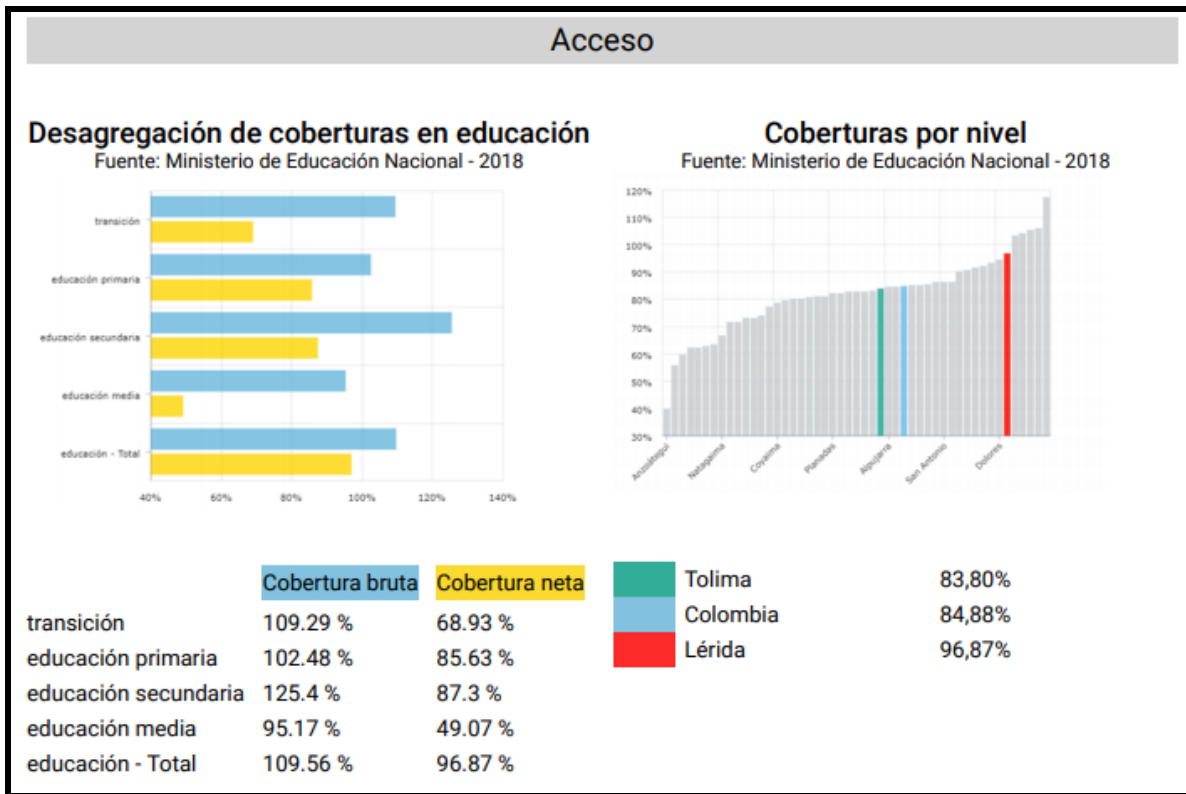 Acceso
Desagregación de coberturas en educación
Fuente: Ministerio de Educación Nacional - 2018
transición
educación primaria
educación secundaria
educación media
educación - Total
40% 60% 80% 100% 120% 140%
Coberturas por nivel
Fuente: Ministerio de Educación Nacional - 2018
120%
110%
100%
90%
80%
70%
60%
50%
40%
30%
Anzoátegui Natagaima Coyaima Planadas Alpujarra San Antonio Dolores
Cobertura bruta Cobertura neta
transición 109.29 % 68.93 %
educación primaria 102.48 % 85.63 %
educación secundaria 125.4 % 87.3 %
educación media 95.17 % 49.07 %
educación - Total 109.56 % 96.87 %
Tolima 83,80%
Colombia 84,88%
Lérida 96,87%